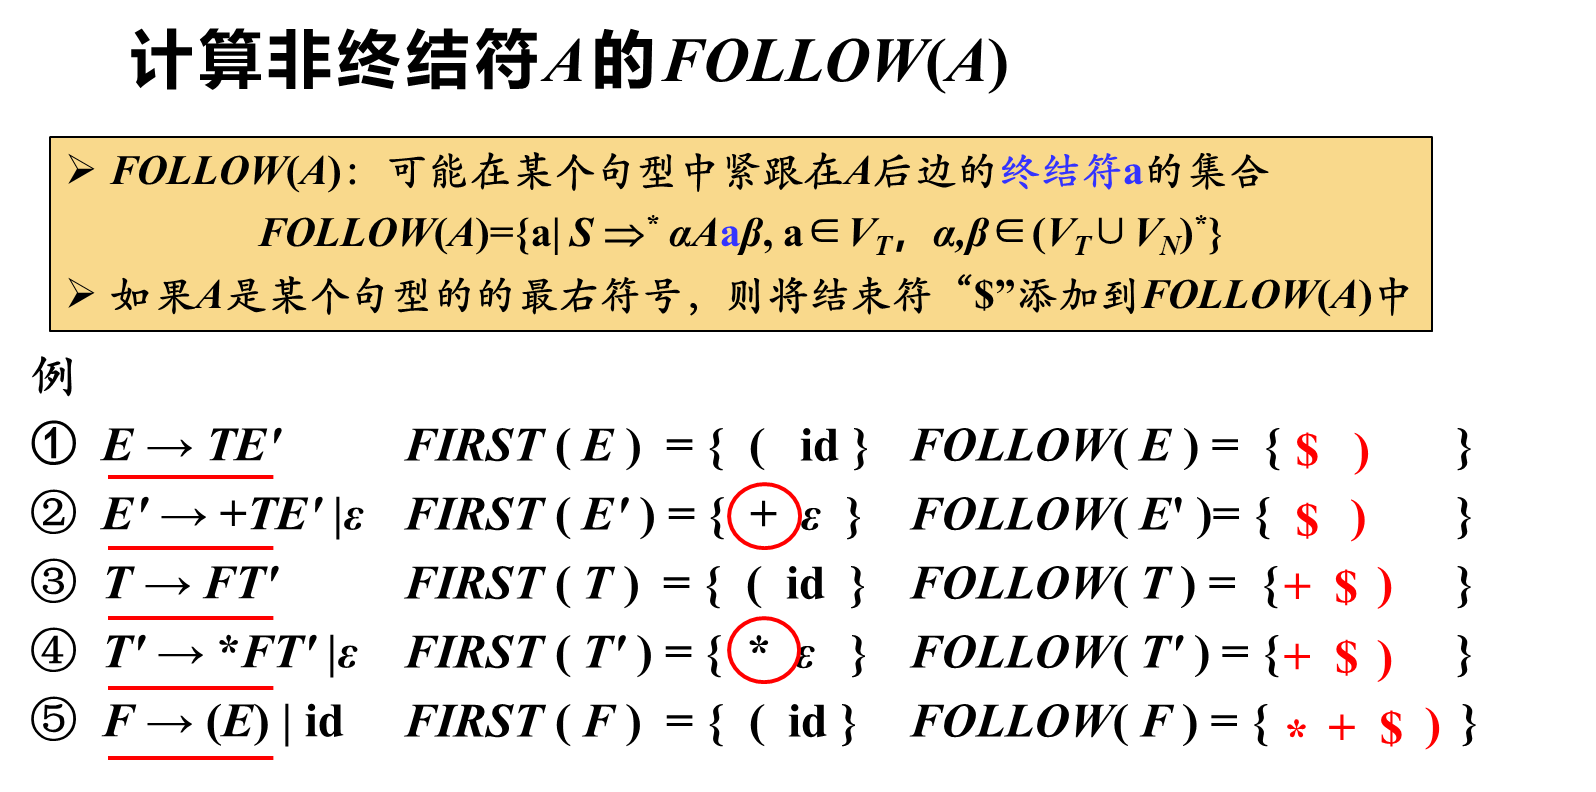 计算非终结符A的FOLLOW(A)
➢ FOLLOW(A)：可能在某个句型中紧跟在A后边的终结符a的集合
FOLLOW(A)={a| S ⇒* αAaβ, a∈VT，α,β∈(VT∪VN)*}
➢ 如果A是某个句型的的最右符号，则将结束符“$”添加到FOLLOW(A)中
例
① E → TE′ FIRST ( E ) = { ( id } FOLLOW( E ) = { $ ) }
② E′ → +TE′ |ε FIRST ( E′ ) = { + ε } FOLLOW( E' )= { $ ) }
③ T → FT′ FIRST ( T ) = { ( id } FOLLOW( T ) = { + $ ) }
④ T′ → *FT′ |ε FIRST ( T′ ) = { * ε } FOLLOW( T′ ) = { + $ ) }
⑤ F → (E) | id FIRST ( F ) = { ( id } FOLLOW( F ) = { * + $ ) }